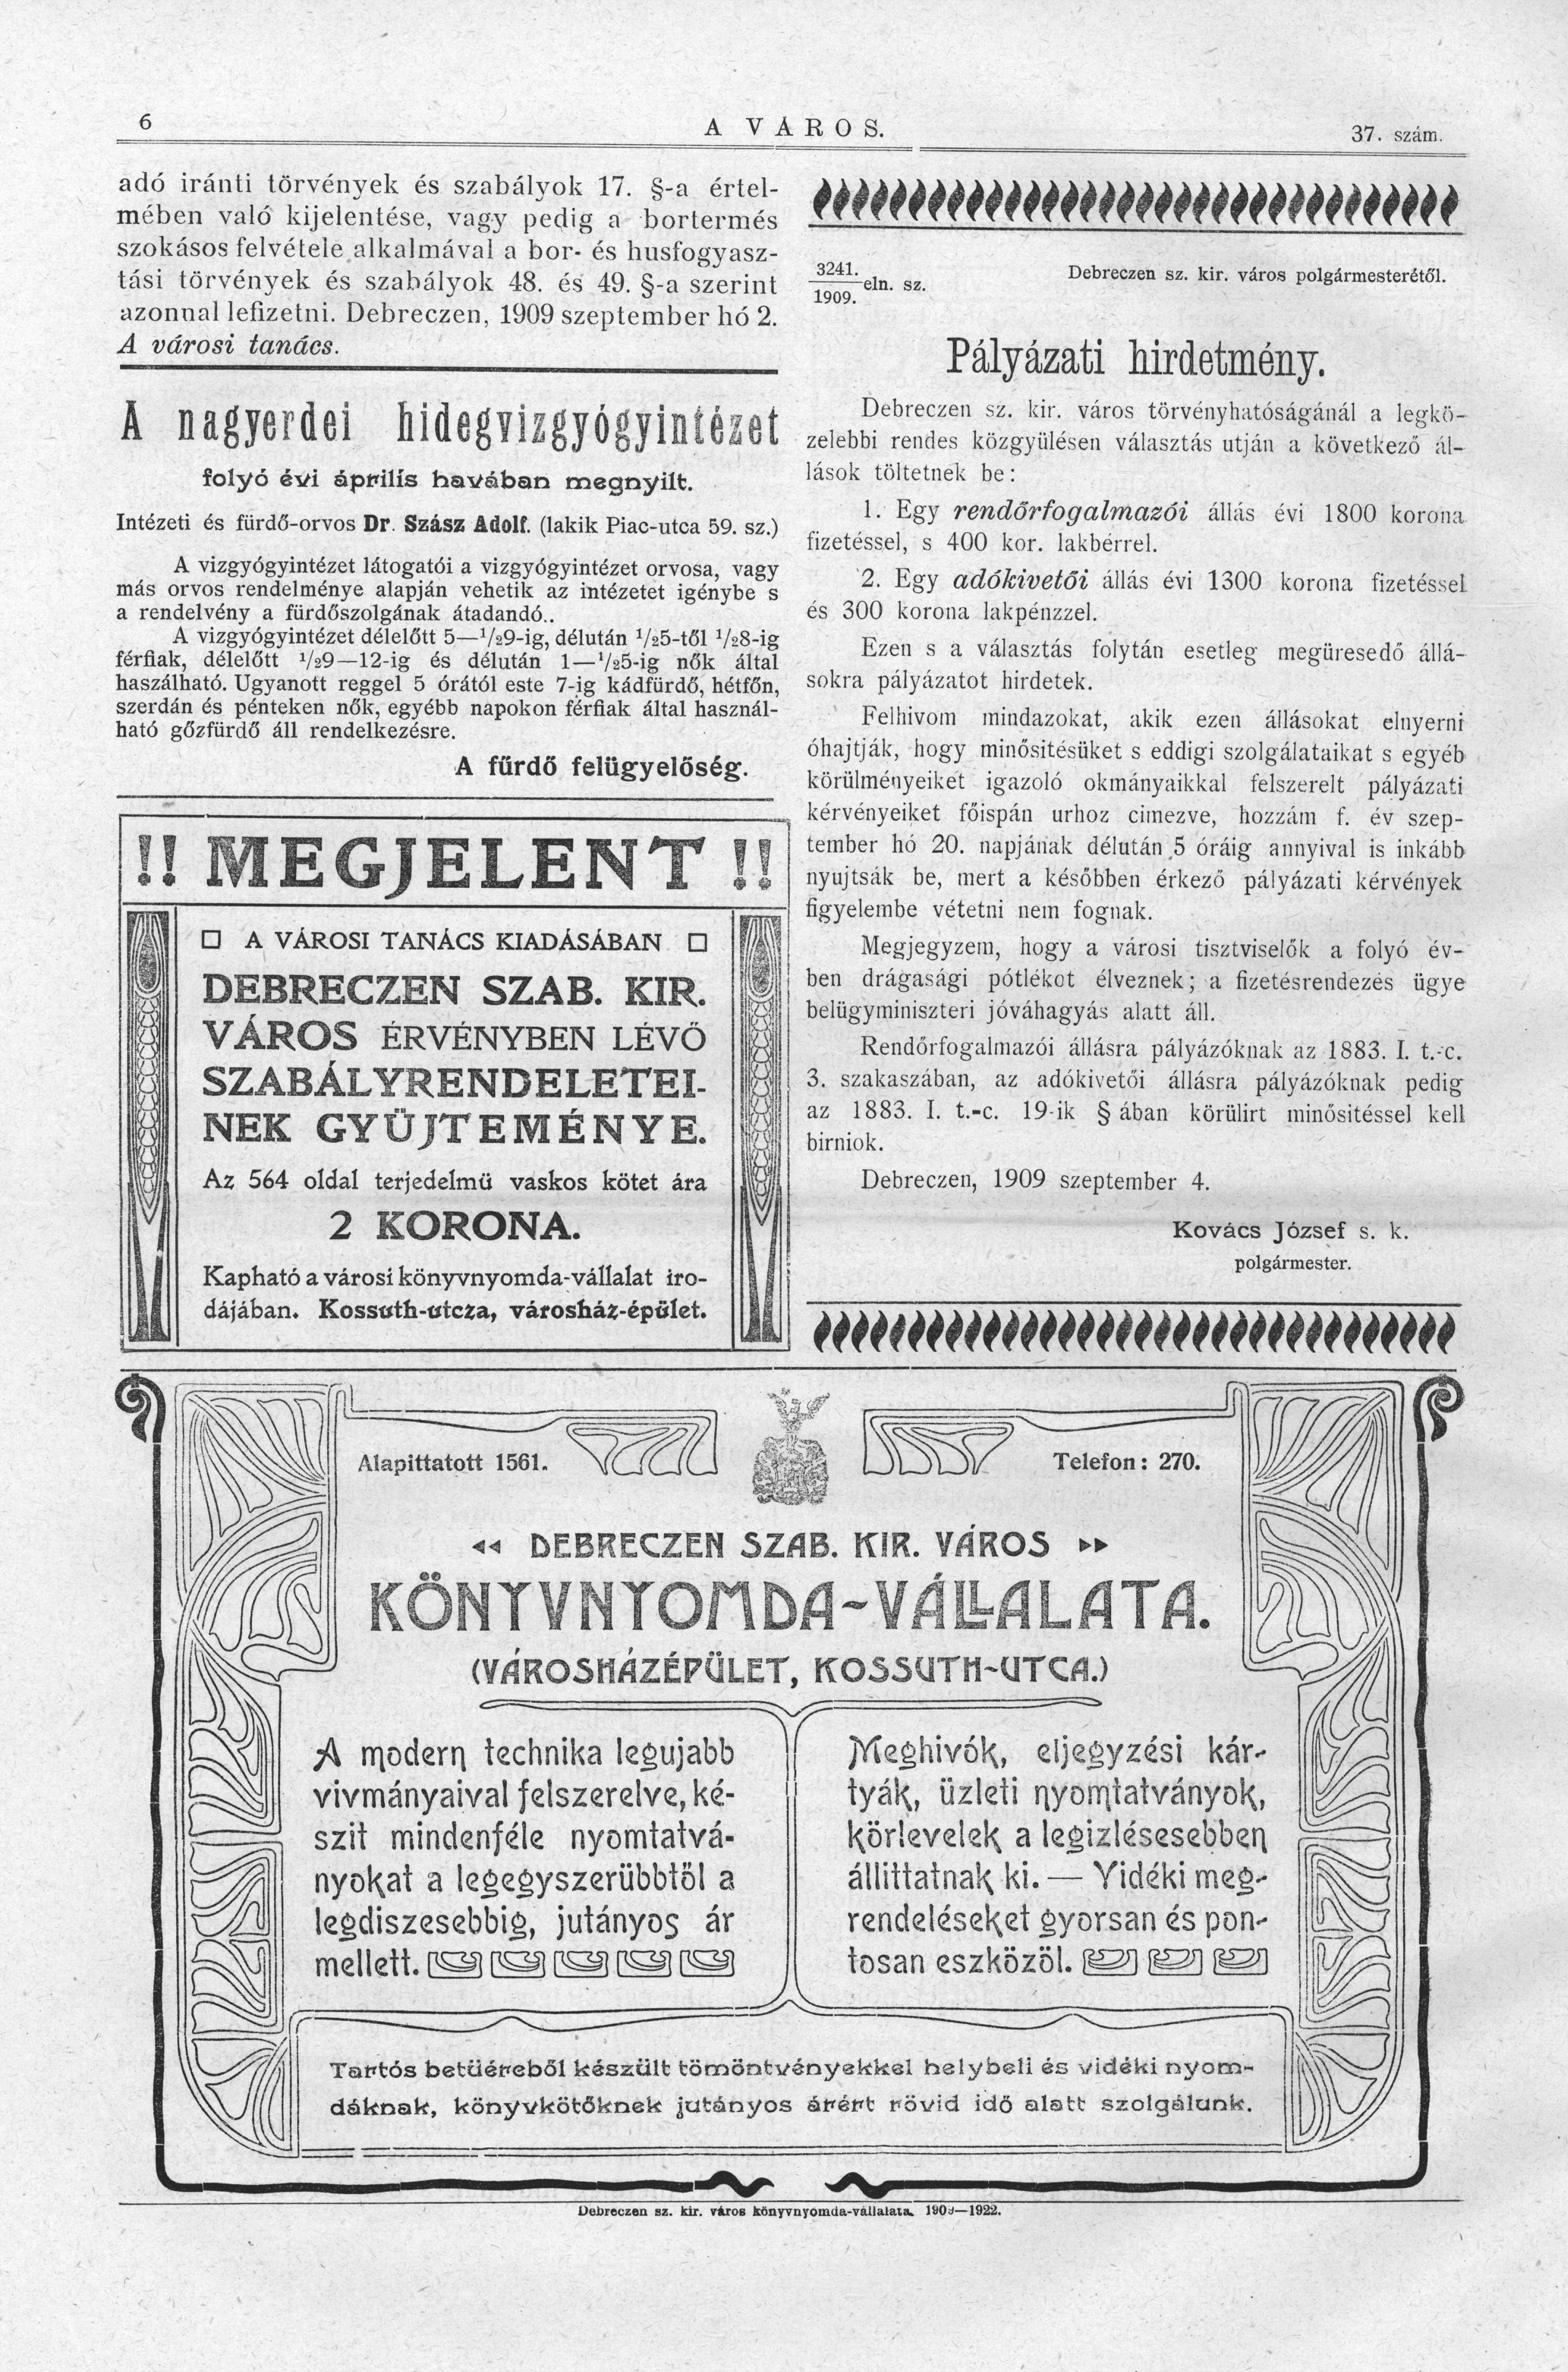 6
A VÁROS.
37. szám.
adó iránti törvények és szabályok 17. §-a értel-
mében való kijelentése, vagy pedig a bortermés
szokásos felvétele alkalmával a bor- és husfogyasz-
tási törvények és szabályok 48. és 49. §-a szerint
azonnal lefizetni. Debreczen, 1909 szeptember hó 2.
A városi tanács.
A nagyerdei hidegvizgyógyintézet
folyó évi április havában megnyilt.
Intézeti és fürdő-orvos Dr. Szász Adolf. (lakik Piac-utca 59. sz.)
A vizgyógyintézet látogatói a vizgyógyintézet orvosa, vagy
más orvos rendelménye alapján vehetik az intézetet igénybe s
a rendelvény a fürdőszolgának átadandó..
A vizgyógyintézet délelőtt 5—1/29-ig, délután 1/25-től 1/28-ig
férfiak, délelőtt 1/29—12-ig és délután 1—1/25-ig nők által
haszálható. Ugyanott reggel 5 órától este 7-ig kádfürdő, hétfőn,
szerdán és pénteken nők, egyébb napokon férfiak által használ-
ható gőzfürdő áll rendelkezésre.
A fürdő felügyelőség.
!! MEGJELENT !!
A VÁROSI TANÁCS KIADÁSÁBAN
DEBRECZEN SZAB. KIR.
VÁROS ÉRVÉNYBEN LÉVŐ
SZABÁLYRENDELETEI-
NEK GYÜJTEMÉNYE.
Az 564 oldal terjedelmü vaskos kötet ára
2 KORONA.
Kapható a városi könyvnyomda-vállalat iro-
dájában. Kossuth-utcza, városház-épület.
3241.
1909. eln. sz.
Debreczen sz. kir. város polgármesterétől.
Pályázati hirdetmény.
Debreczen sz. kir. város törvényhatóságánál a legkö-
zelebbi rendes közgyülésen választás utján a következő ál-
lások töltetnek be:
1. Egy rendőrfogalmazói állás évi 1800 korona
fizetéssel, s 400 kor. lakbérrel.
2. Egy adókivetői állás évi 1300 korona fizetéssel
és 300 korona lakpénzzel.
Ezen s a választás folytán esetleg megüresedő állá-
sokra pályázatot hirdetek.
Felhivom mindazokat, akik ezen állásokat elnyerni
óhajtják, hogy minősitésüket s eddigi szolgálataikat s egyéb
körülményeiket igazoló okmányaikkal felszerelt pályázati
kérvényeiket főispán urhoz cimezve, hozzám f. év szep-
tember hó 20. napjának délután 5 óráig annyival is inkább
nyujtsák be, mert a későbben érkező pályázati kérvények
figyelembe vétetni nem fognak.
Megjegyzem, hogy a városi tisztviselők a folyó év-
ben drágasági pótlékot élveznek; a fizetésrendezés ügye
belügyminiszteri jóváhagyás alatt áll.
Rendőrfogalmazói állásra pályázóknak az 1883. I. t.-c.
3. szakaszában, az adókivetői állásra pályázóknak pedig
az 1883. I. t.-c. 19-ik § ában körülirt minősitéssel kell
birniok.
Debreczen, 1909 szeptember 4.
Kovács József s. k.
polgármester.
Alapittatott 1561.
Telefon: 270.
DEBRECZEN SZAB. KIR. VÁROS
KÖNYVNYOMDA-VÁLLALATA.
(VÁROSHÁZÉPÜLET, KOSSUTH-UTCA.)
A modern technika legujabb
vivmányaival felszerelve, ké-
szit mindenféle nyomtatvá-
nyokat a legegyszerübbtöl a
legdiszesebbig, jutányos ár
mellett.
Meghivók, eljegyzési kár-
tyák, üzleti nyomtatványok,
körlevelek a legizlésesebben
állittatnak ki. — Vidéki meg-
rendeléseket gyorsan és pon-
tosan eszközöl.
Tartós betüéreből készült tömöntvényekkel helybeli és vidéki nyom-
dáknak, könyvkötőknek jutányos árért rövid idő alatt szolgálunk.
Debreczen sz. kir. város könyvnyomda-vállalata. 1909—1922.